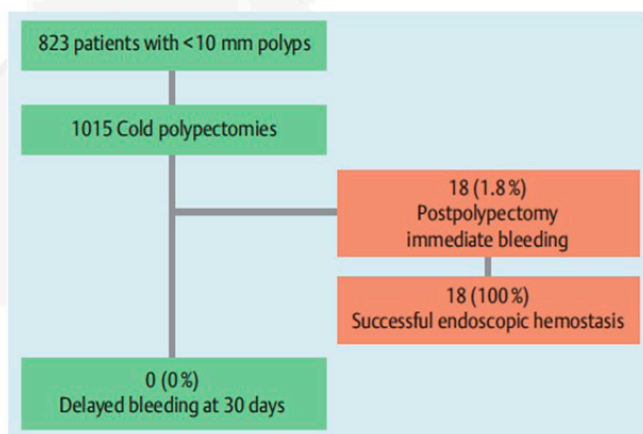 823 patients with <10 mm polyps
1015 Cold polypectomies
18 (1.8%)
Postpolypectomy
immediate bleeding
18 (100%)
Successful endoscopic hemostasis
0 (0%)
Delayed bleeding at 30 days